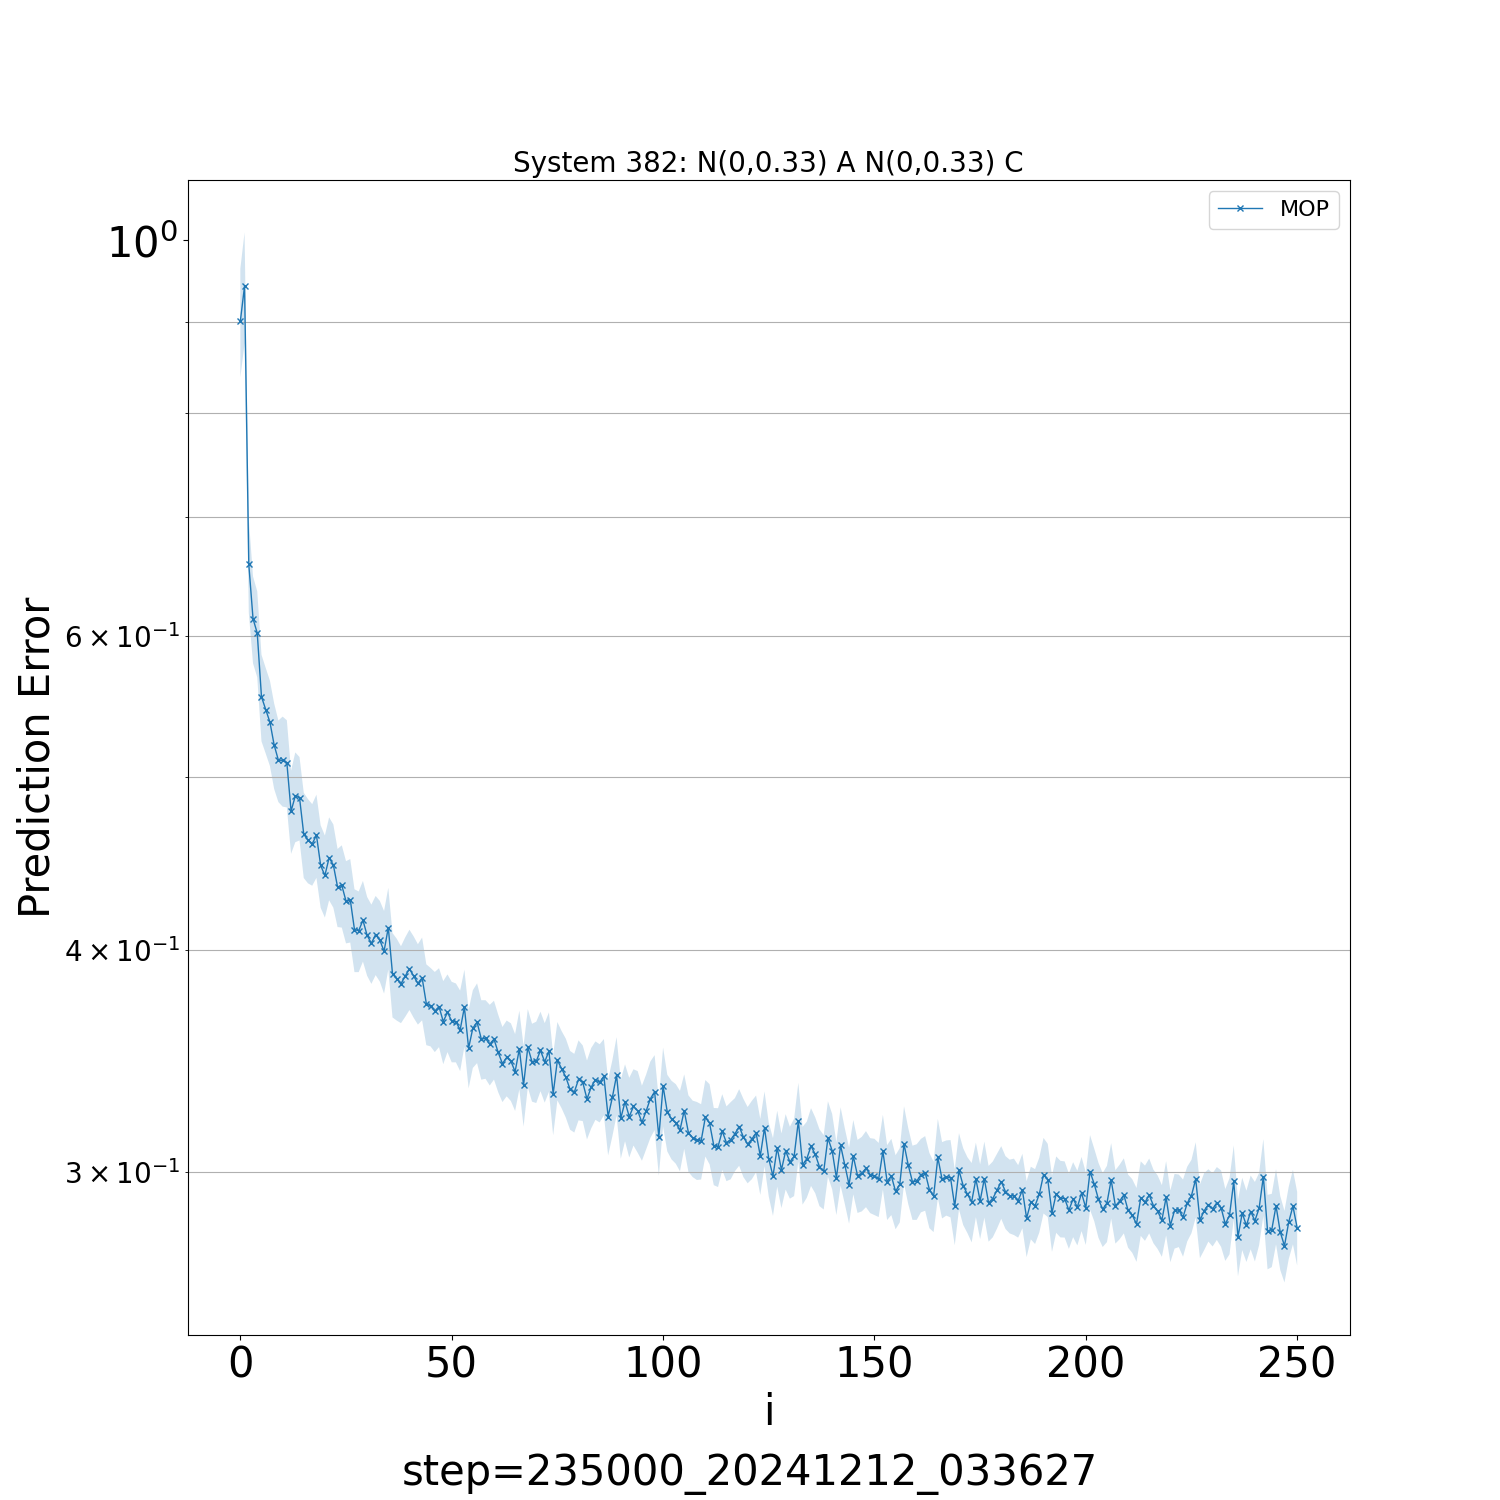 System 382: N(0,0.33) A N(0,0.33) C
MOP
10⁰
6 × 10⁻¹
4 × 10⁻¹
3 × 10⁻¹
Prediction Error
0 50 100 150 200 250
i
step=235000_20241212_033627